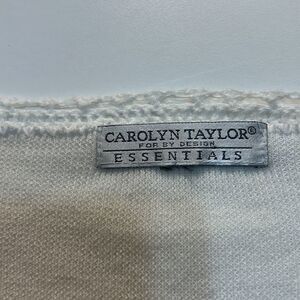 CAROLYN TAYLOR®
FOR BY DESIGN
ESSENTIALS